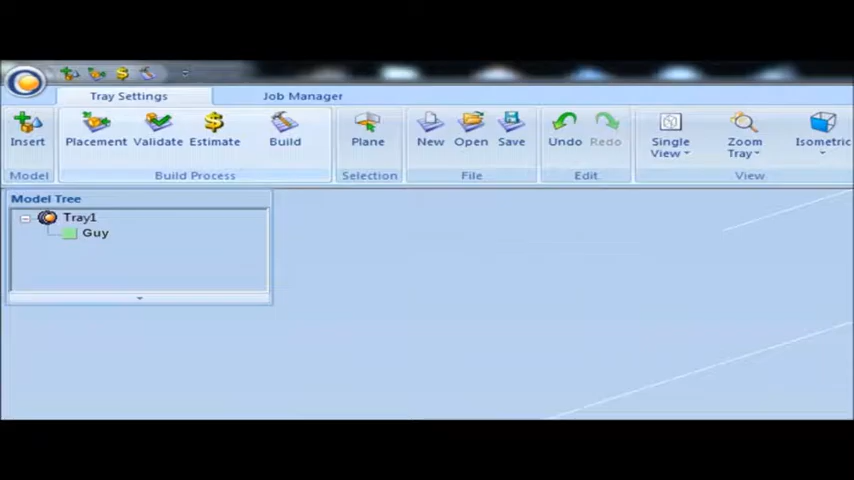 Tray Settings Job Manager
Insert Placement Validate Estimate Build Plane New Open Save Undo Redo Single View Zoom Tray Isometric
Model Build Process Selection File Edit View
Model Tree
Tray1
Guy